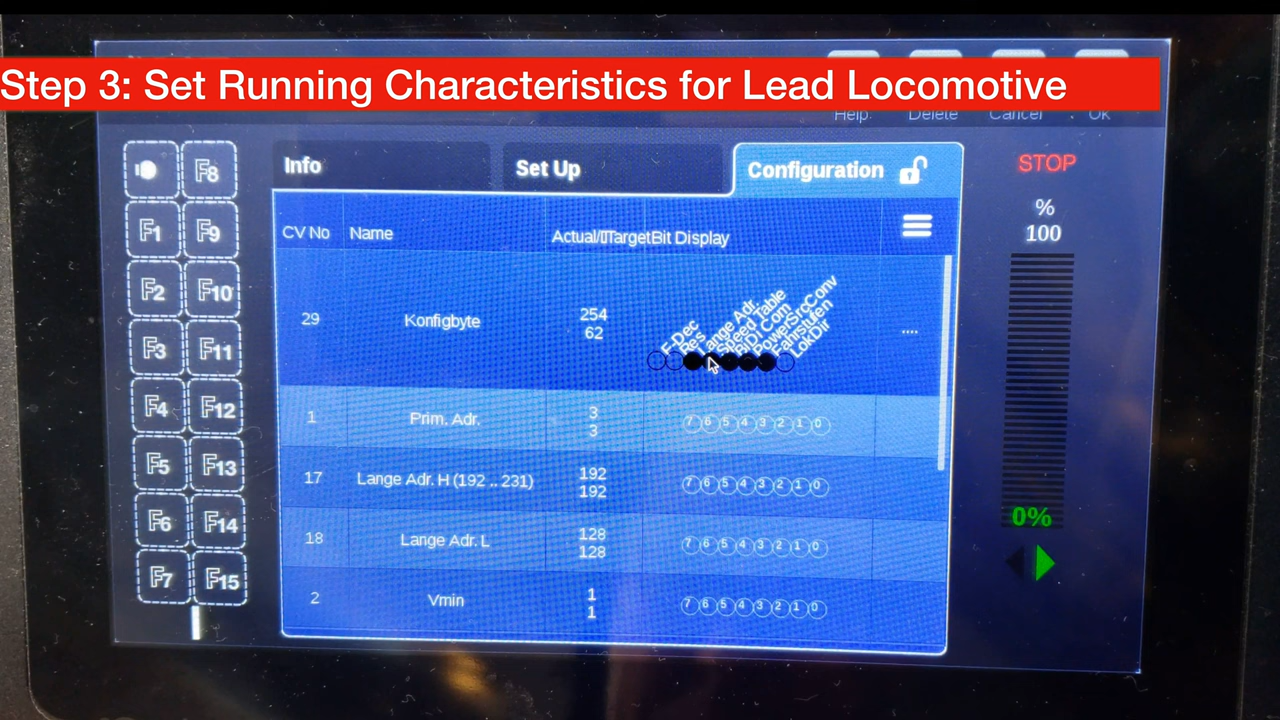 Step 3: Set Running Characteristics for Lead Locomotive
Help Delete Cancel Ok
Info Set Up Configuration STOP
%
100
CV No Name Bit Display
29 Konfigbyte 254
62
F-Dec
Res
Lange Adr.
Speed Table
PowerSrcConv
Fahrstufen
LokDir
....
1 Prim. Adr. 3
3
7 6 5 4 3 2 1 0
17 Lange Adr. H (192 .. 231) 192
192
7 6 5 4 3 2 1 0
18 Lange Adr. L 128
128
7 6 5 4 3 2 1 0
2 Vmin 1
1
7 6 5 4 3 2 1 0
F8
F1 F9
F2 F10
F3 F11
F4 F12
F5 F13
F6 F14
F7 F15
0%